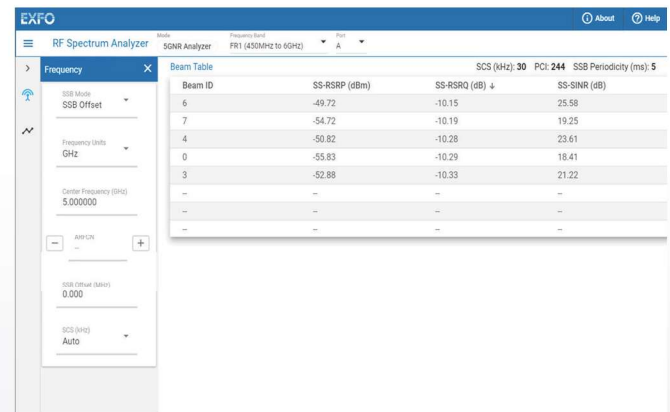 EXFO
About
Help
RF Spectrum Analyzer
Mode
5GNR Analyzer
Frequency Band
FR1 (450MHz to 6GHz)
Port
A
Frequency
SSB Mode
SSB Offset
Frequency Units
GHz
Center Frequency (GHz)
5.000000
ARFCN
--
SSB Offset (MHz)
0.000
SCS (kHz)
Auto
Beam Table
SCS (kHz): 30 PCI: 244 SSB Periodicity (ms): 5
Beam ID SS-RSRP (dBm) SS-RSRQ (dB) ↓ SS-SINR (dB)
6 -49.72 -10.15 25.58
7 -54.72 -10.19 19.25
4 -50.82 -10.28 23.61
0 -55.83 -10.29 18.41
3 -52.88 -10.33 21.22
-- -- -- --
-- -- -- --
-- -- -- --